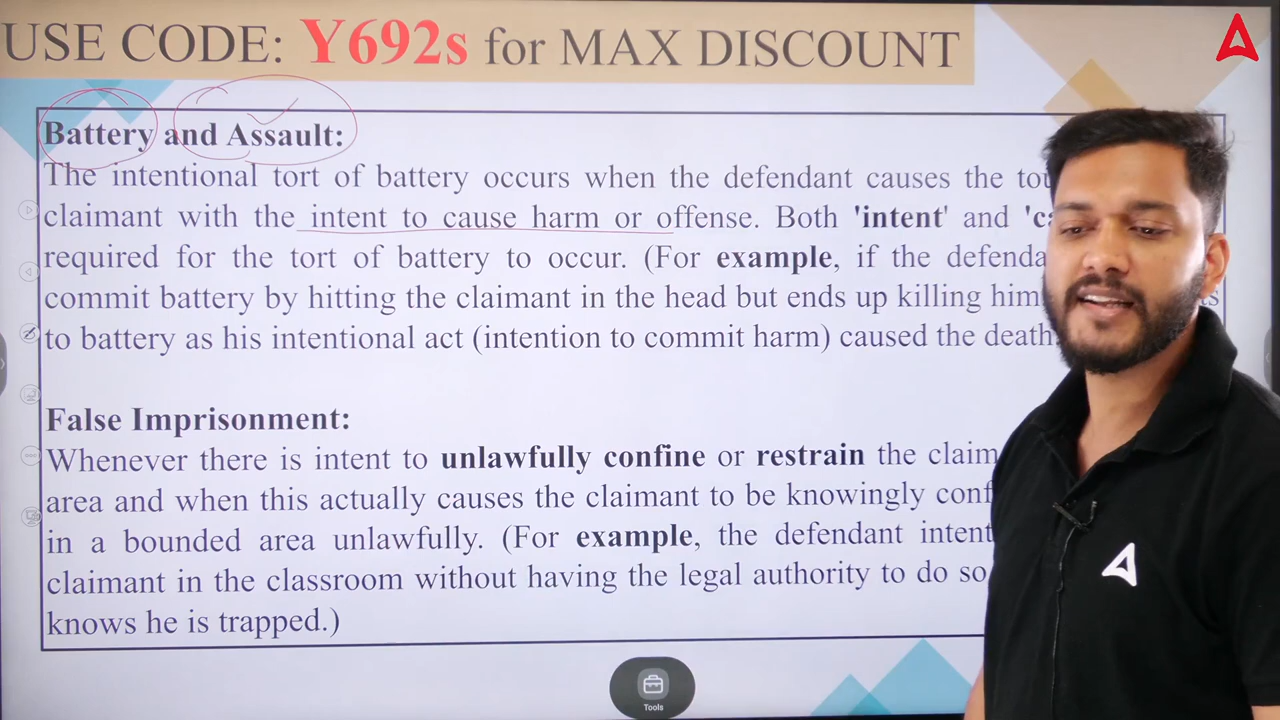 USE CODE: Y692s for MAX DISCOUNT
Battery and Assault:
The intentional tort of battery occurs when the defendant causes the
claimant with the intent to cause harm or offense. Both 'intent' and
required for the tort of battery to occur. (For example, if the
commit battery by hitting the claimant in the head but ends up killing him
to battery as his intentional act (intention to commit harm) caused the death.
False Imprisonment:
Whenever there is intent to unlawfully confine or restrain the
area and when this actually causes the claimant to be knowingly
in a bounded area unlawfully. (For example, the defendant
claimant in the classroom without having the legal authority to do so
knows he is trapped.)
Tools